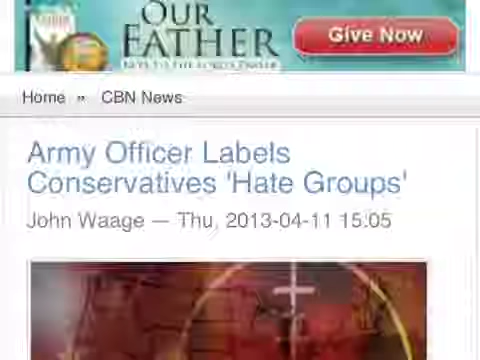 OUR
FATHER
Give Now
Home » CBN News
Army Officer Labels
Conservatives 'Hate Groups'
John Waage — Thu, 2013-04-11 15:05